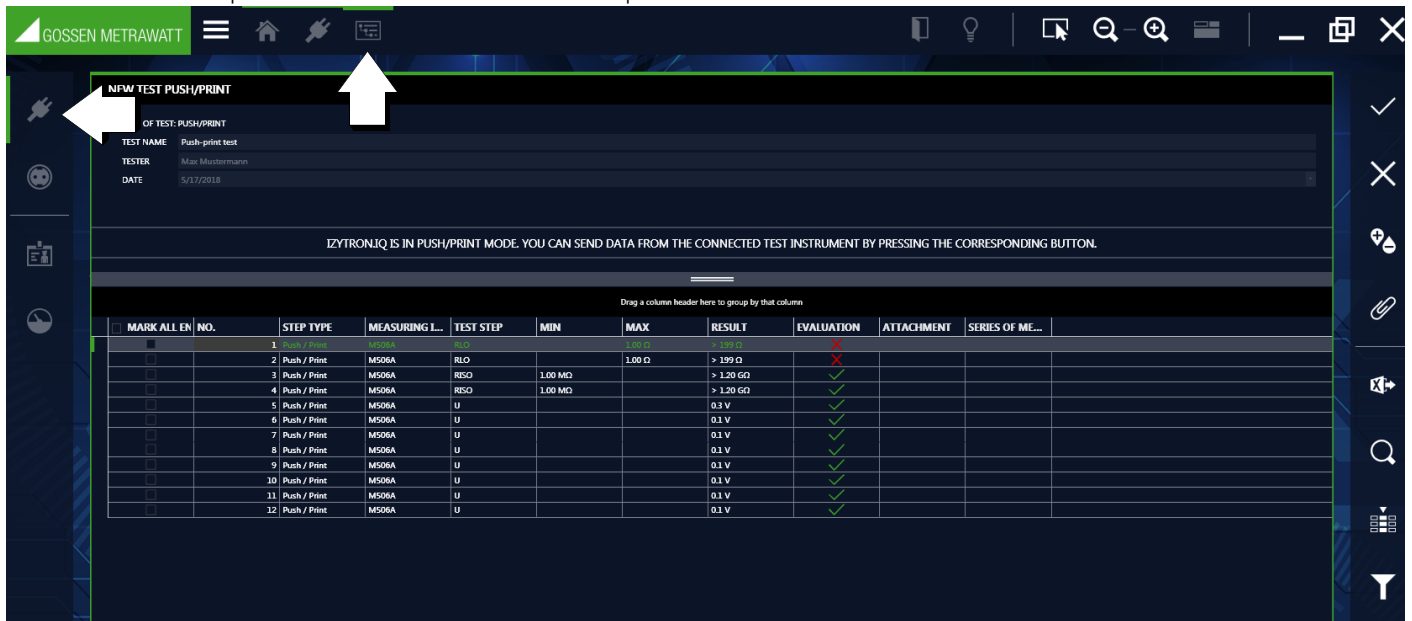 GOSSEN METRAWATT
NEW TEST PUSH/PRINT
OF TEST: PUSH/PRINT
TEST NAME Push-print test
TESTER Max Mustermann
DATE 5/17/2018
IZYTRON.IQ IS IN PUSH/PRINT MODE. YOU CAN SEND DATA FROM THE CONNECTED TEST INSTRUMENT BY PRESSING THE CORRESPONDING BUTTON.
Drag a column header here to group by that column
MARK ALL EN NO. STEP TYPE MEASURING I... TEST STEP MIN MAX RESULT EVALUATION ATTACHMENT SERIES OF ME...
1 Push / Print M506A RLO 1.00 Ω > 199 Ω
2 Push / Print M506A RLO 1.00 Ω > 199 Ω
3 Push / Print M506A RISO 1.00 MΩ > 1.20 GΩ
4 Push / Print M506A RISO 1.00 MΩ > 1.20 GΩ
5 Push / Print M506A U 0.3 V
6 Push / Print M506A U 0.1 V
7 Push / Print M506A U 0.1 V
8 Push / Print M506A U 0.1 V
9 Push / Print M506A U 0.1 V
10 Push / Print M506A U 0.1 V
11 Push / Print M506A U 0.1 V
12 Push / Print M506A U 0.1 V